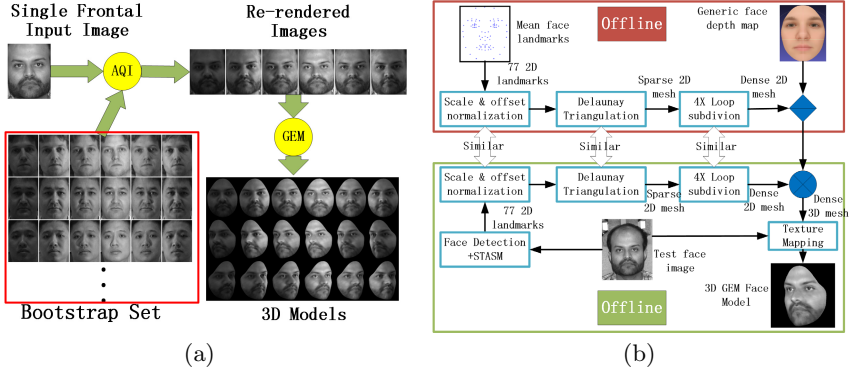 Single Frontal
Input Image
Re-rendered
Images
AQI
GEM
Bootstrap Set
3D Models
(a)
Mean face
landmarks
Offline
Generic face
depth map
77 2D
landmarks
Sparse 2D
mesh
Dense 2D
mesh
Scale & offset
normalization
Delaunay
Triangulation
4X Loop
subdivion
Similar
Similar
Similar
Scale & offset
normalization
Delaunay
Triangulation
4X Loop
subdivion
Sparse
2D mesh
Dense
2D mesh
Dense
3D mesh
77 2D
landmarks
Face Detection
+STASM
Test face
image
Texture
Mapping
Offline
3D GEM Face
Model
(b)